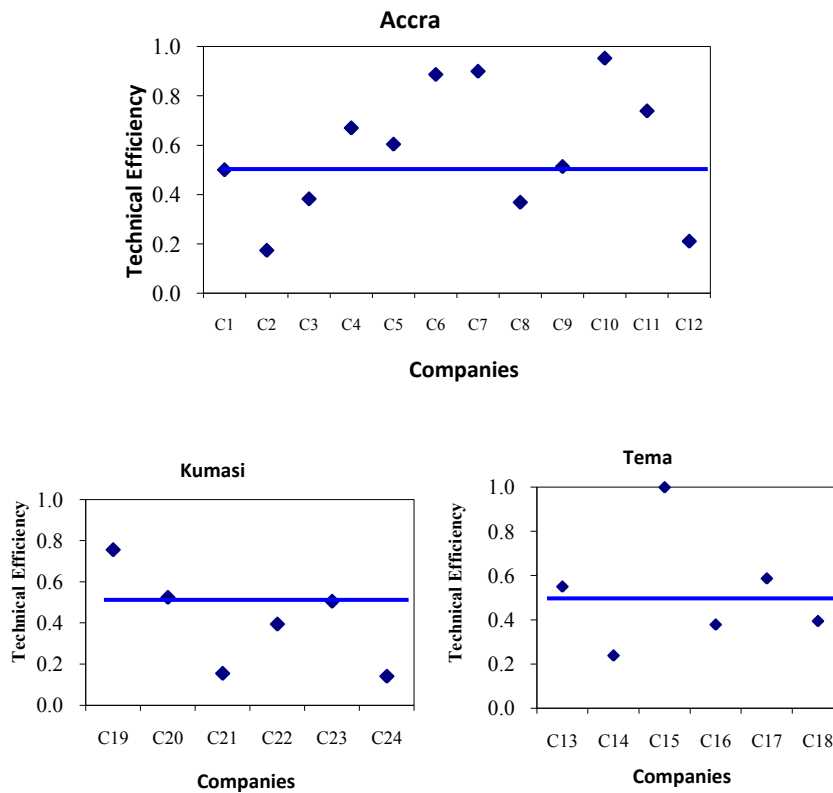 Accra
Technical Efficiency
1.0
0.8
0.6
0.4
0.2
0.0
C1 C2 C3 C4 C5 C6 C7 C8 C9 C10 C11 C12
Companies
Kumasi
Technical Efficiency
1.0
0.8
0.6
0.4
0.2
0.0
C19 C20 C21 C22 C23 C24
Companies
Tema
Technical Efficiency
1.0
0.8
0.6
0.4
0.2
0.0
C13 C14 C15 C16 C17 C18
Companies